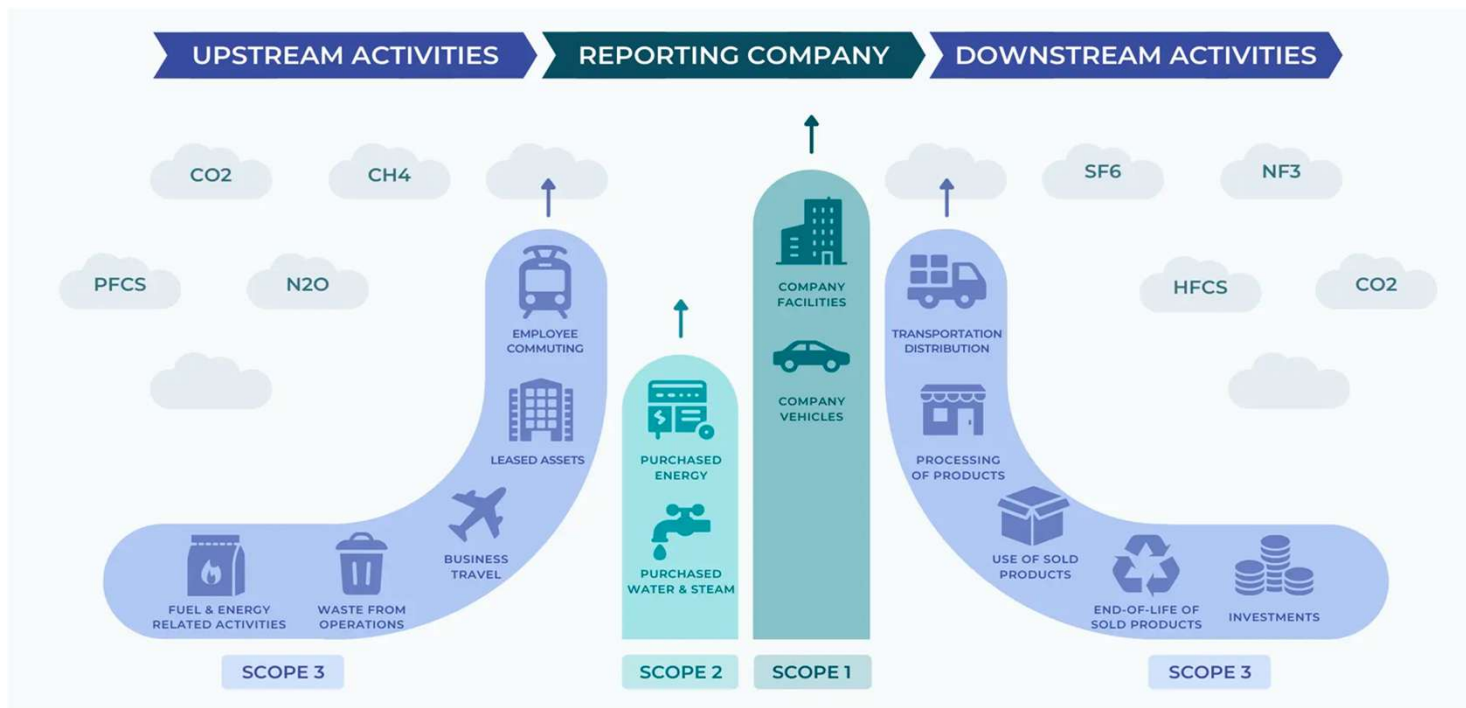 UPSTREAM ACTIVITIES
REPORTING COMPANY
DOWNSTREAM ACTIVITIES
CO2
CH4
SF6
NF3
PFCS
N2O
HFCS
CO2
EMPLOYEE
COMMUTING
LEASED ASSETS
BUSINESS
TRAVEL
FUEL & ENERGY
RELATED ACTIVITIES
WASTE FROM
OPERATIONS
PURCHASED
ENERGY
PURCHASED
WATER & STEAM
COMPANY
FACILITIES
COMPANY
VEHICLES
TRANSPORTATION
DISTRIBUTION
PROCESSING
OF PRODUCTS
USE OF SOLD
PRODUCTS
END-OF-LIFE OF
SOLD PRODUCTS
INVESTMENTS
SCOPE 3
SCOPE 2
SCOPE 1
SCOPE 3